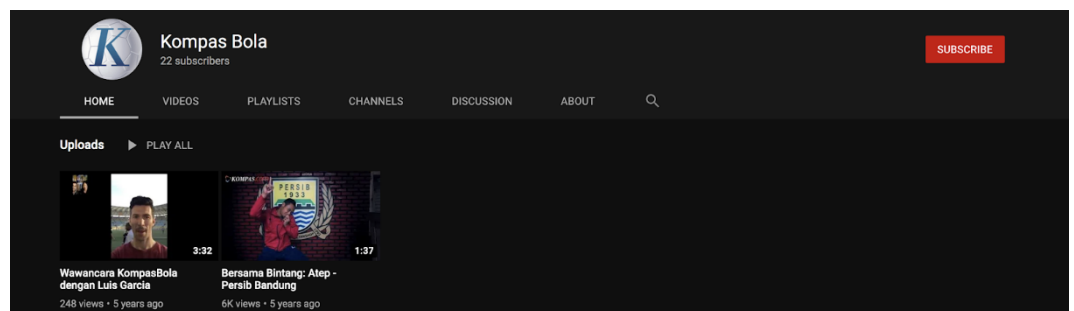 K
Kompas Bola
22 subscribers
SUBSCRIBE
HOME
VIDEOS
PLAYLISTS
CHANNELS
DISCUSSION
ABOUT
Uploads
PLAY ALL
3:32
KOMPAS.COM
PERSIB
1933
1:37
Wawancara KompasBola
dengan Luis Garcia
248 views • 5 years ago
Bersama Bintang: Atep -
Persib Bandung
6K views • 5 years ago